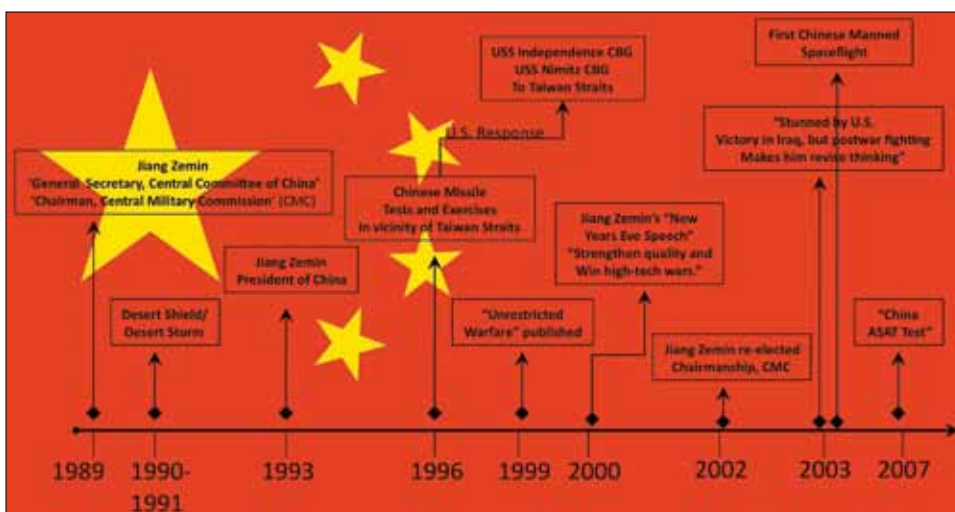 First Chinese Manned
Spaceflight
USS Independence CBG
USS Nimitz CBG
To Taiwan Straits
"Stunned by U.S.
Victory in Iraq, but postwar fighting
Makes him revise thinking"
U.S. Response
Jiang Zemin
'General Secretary, Central Committee of China'
'Chairman, Central Military Commission' (CMC)
Chinese Missile
Tests and Exercises
In vicinity of Taiwan Straits
Jiang Zemin's "New
Years Eve Speech"
"Strengthen quality and
Win high-tech wars."
Jiang Zemin
President of China
Desert Shield/
Desert Storm
"Unrestricted
Warfare" published
"China
ASAT Test"
Jiang Zemin re-elected
Chairmanship, CMC
1989
1990-
1991
1993
1996
1999
2000
2002
2003
2007